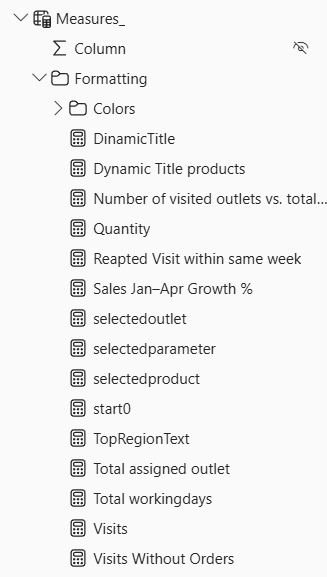 Measures_
Column
Formatting
Colors
DinamicTitle
Dynamic Title products
Number of visited outlets vs. total...
Quantity
Reapted Visit within same week
Sales Jan–Apr Growth %
selectedoutlet
selectedparameter
selectedproduct
start0
TopRegionText
Total assigned outlet
Total workingdays
Visits
Visits Without Orders